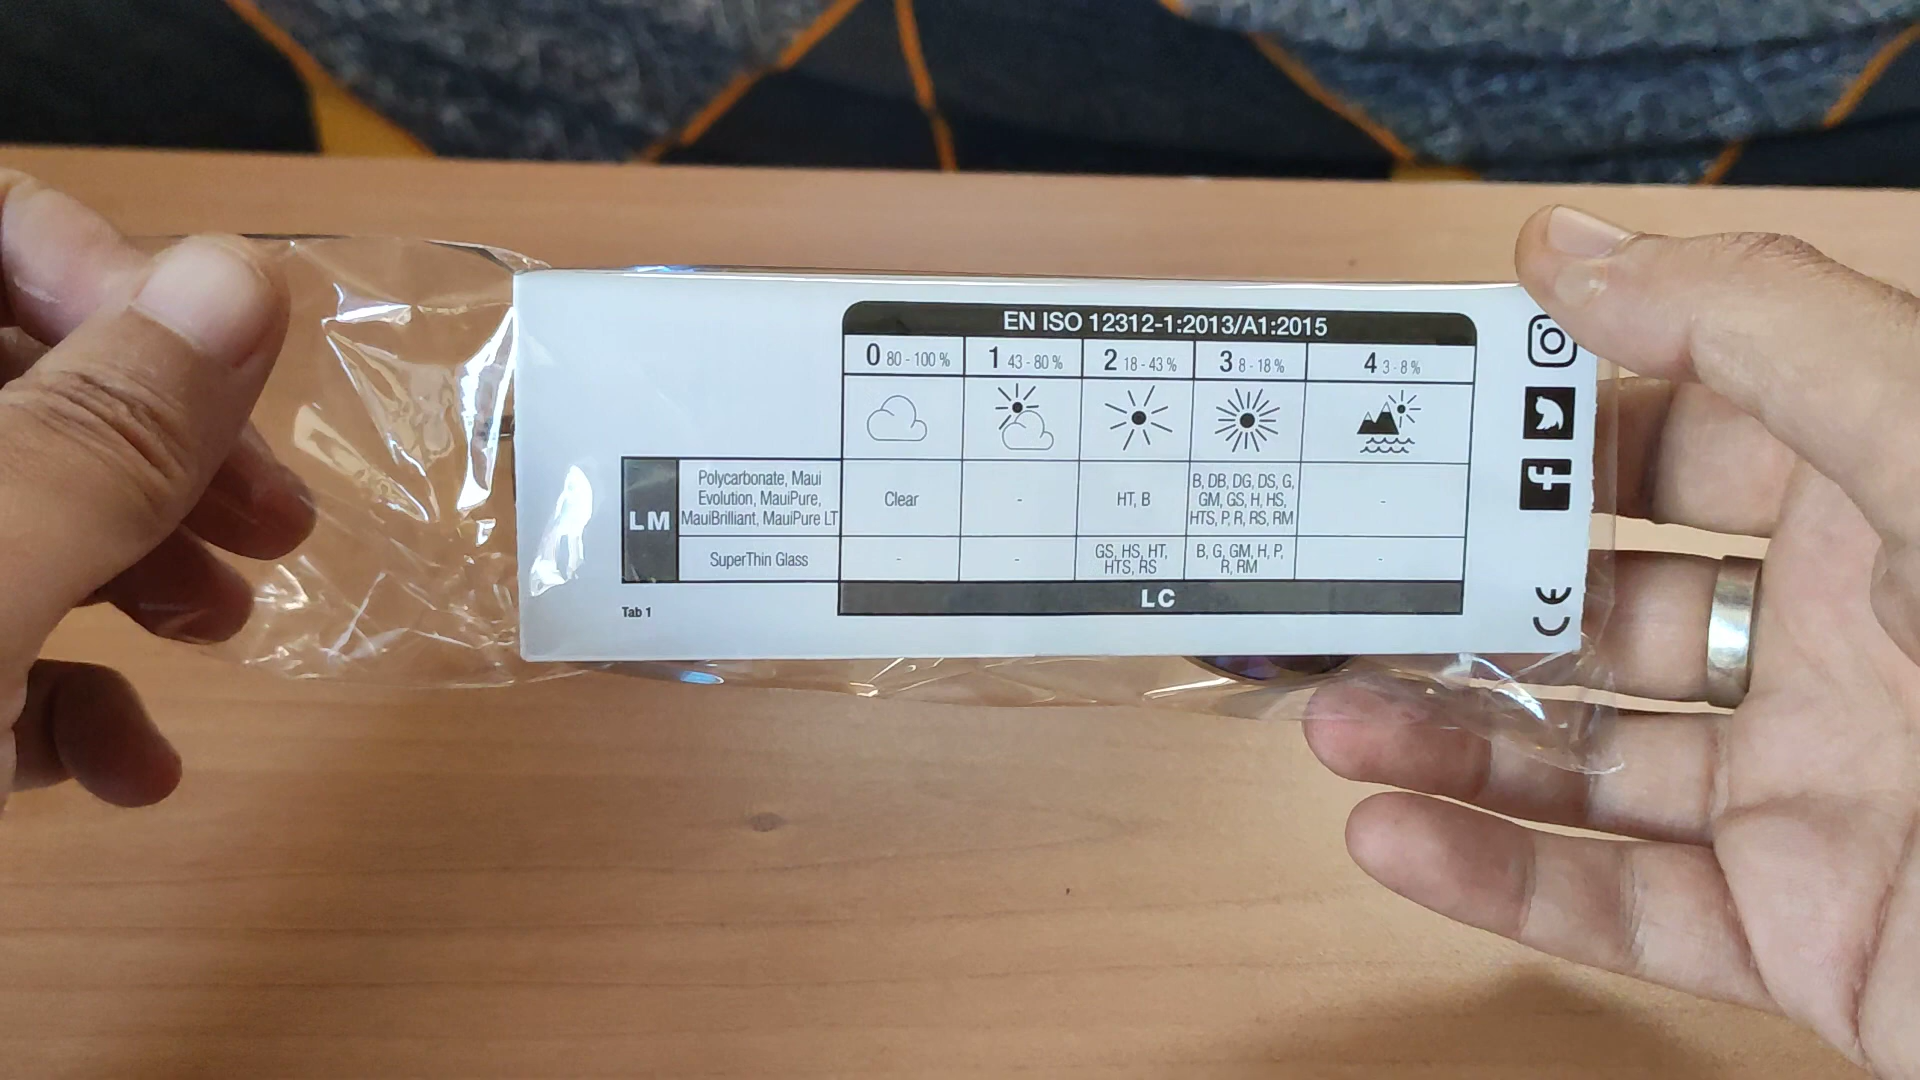 EN ISO 12312-1:2013/A1:2015
0 80 - 100 % 1 43 - 80 % 2 18 - 43 % 3 8 - 18 % 4 3 - 8 %
LM
Polycarbonate, Maui
Evolution, MauiPure,
MauiBrilliant, MauiPure LT
Clear
-
HT, B
B, DB, DG, DS, G,
GM, GS, H, HS,
HTS, P, R, RS, RM
-
SuperThin Glass
-
-
GS, HS, HT,
HTS, RS
B, G, GM, H, P,
R, RM
-
LC
Tab 1
f
CE